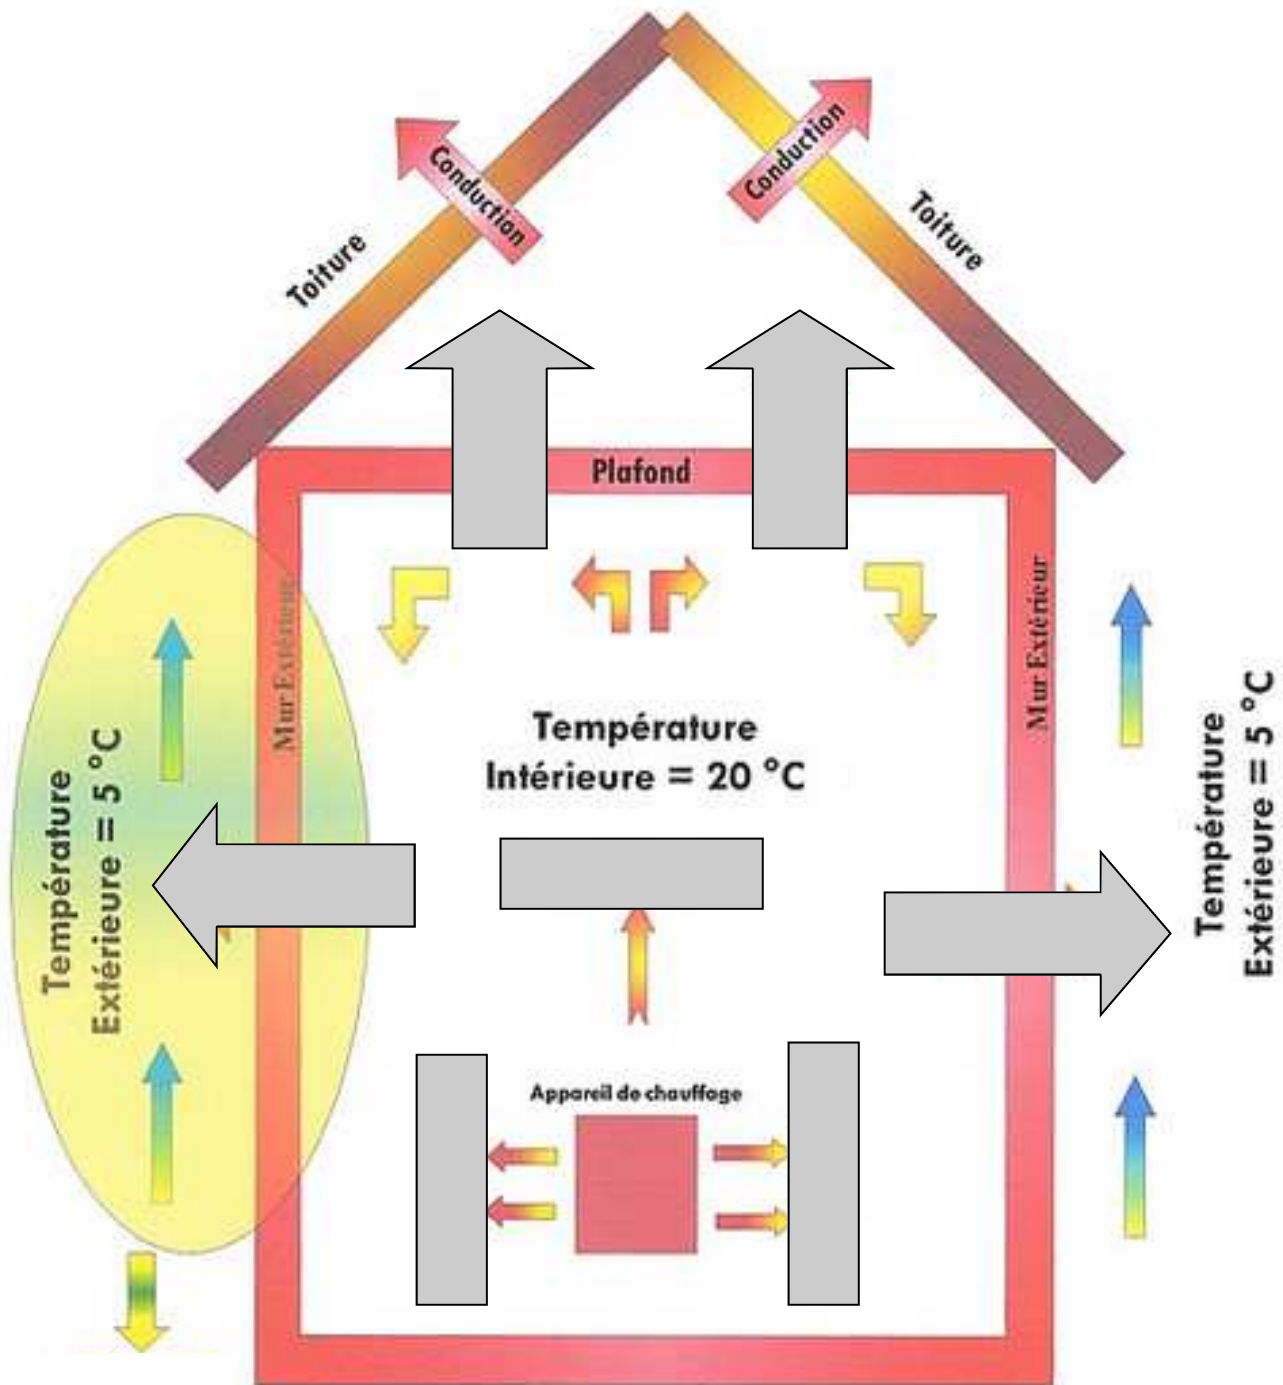 Conduction
Conduction
Toiture
Toiture
Plafond
Mur Extérieur
Mur Extérieur
Température
Intérieure = 20 °C
Température
Extérieure = 5 °C
Température
Extérieure = 5 °C
Appareil de chauffoge